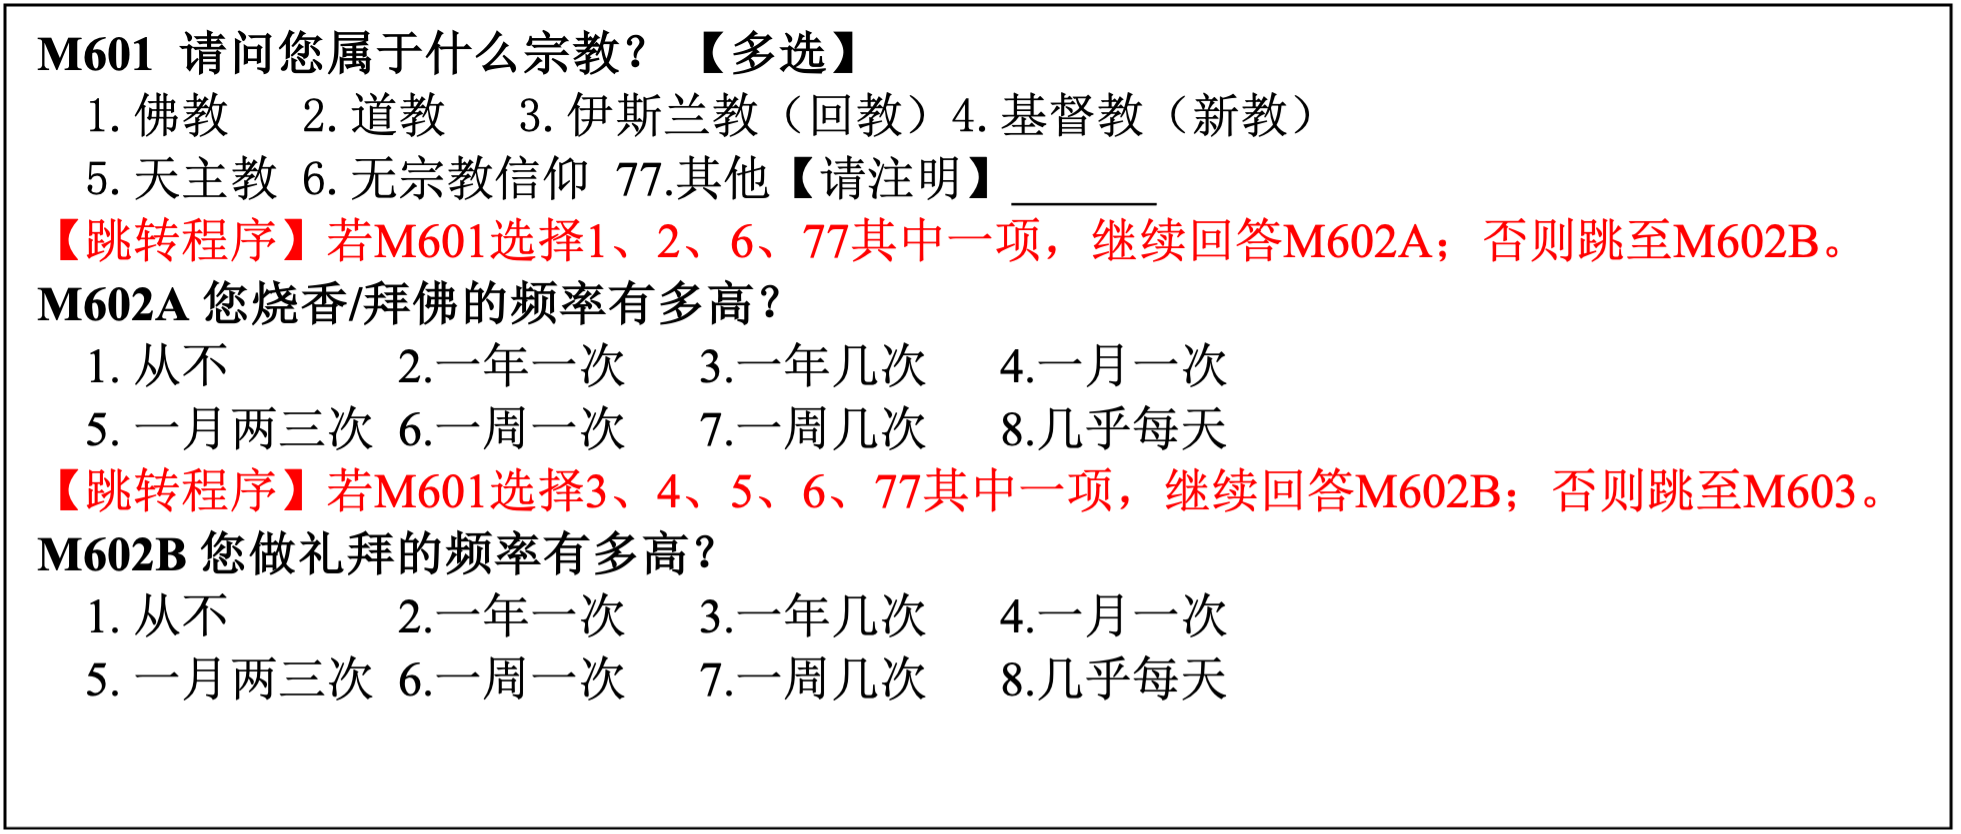 M601 请问您属于什么宗教？ 【多选】
1. 佛教 2. 道教 3. 伊斯兰教（回教）4. 基督教（新教）
5. 天主教 6. 无宗教信仰 77.其他【请注明】______
【跳转程序】若M601选择1、2、6、77其中一项，继续回答M602A；否则跳至M602B。
M602A 您烧香/拜佛的频率有多高？
1. 从不 2.一年一次 3.一年几次 4.一月一次
5. 一月两三次 6.一周一次 7.一周几次 8.几乎每天
【跳转程序】若M601选择3、4、5、6、77其中一项，继续回答M602B；否则跳至M603。
M602B 您做礼拜的频率有多高？
1. 从不 2.一年一次 3.一年几次 4.一月一次
5. 一月两三次 6.一周一次 7.一周几次 8.几乎每天